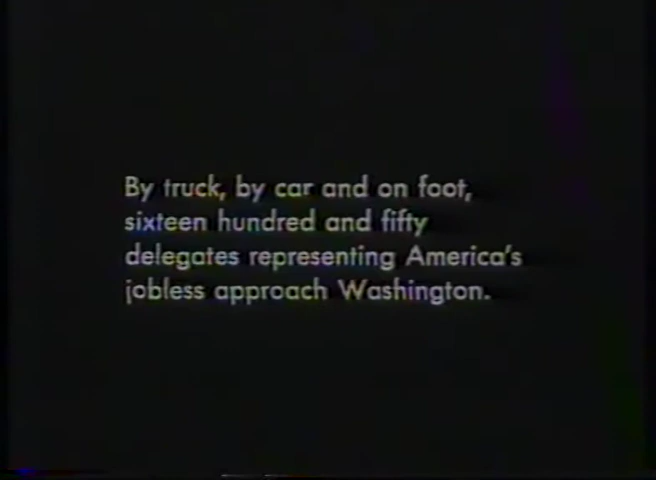 By truck, by car and on foot,
sixteen hundred and fifty
delegates representing America's
jobless approach Washington.